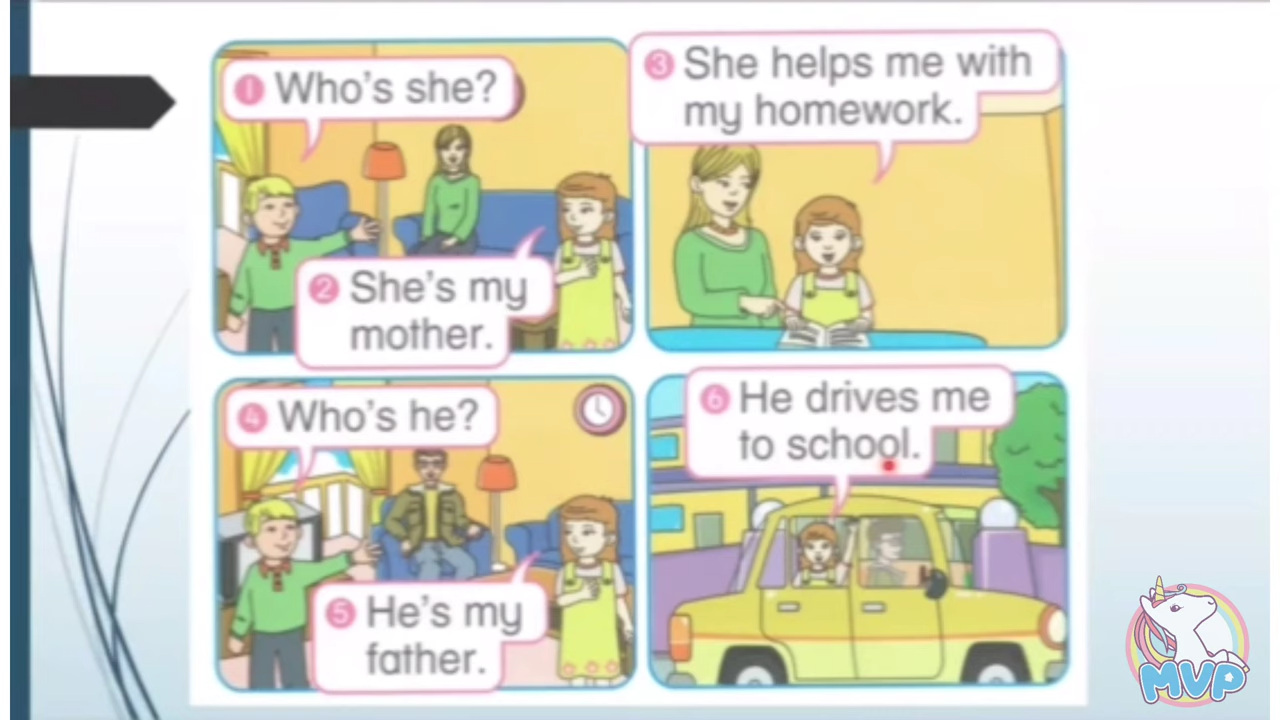 1 Who's she?
2 She's my
mother.
3 She helps me with
my homework.
4 Who's he?
5 He's my
father.
6 He drives me
to school.
MVP